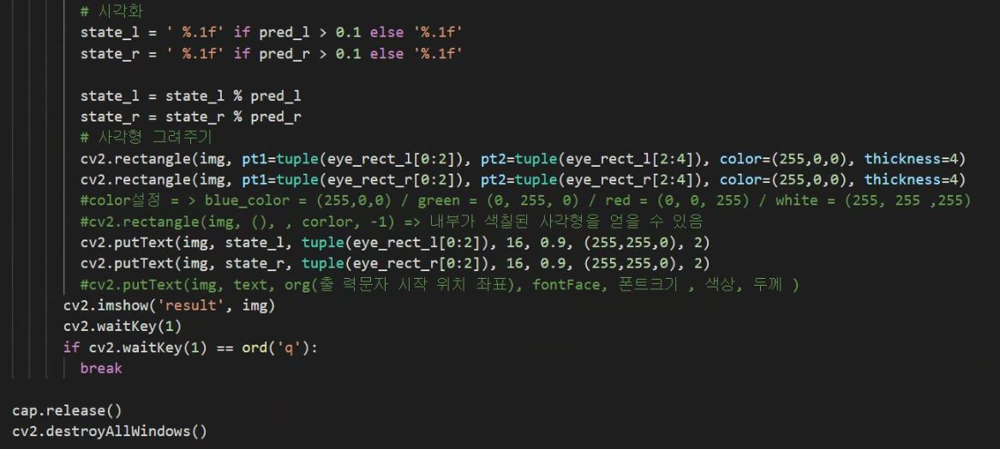 # 시각화
state_l = ' %.1f' if pred_l > 0.1 else '%.1f'
state_r = ' %.1f' if pred_r > 0.1 else '%.1f'
state_l = state_l % pred_l
state_r = state_r % pred_r
# 사각형 그려주기
cv2.rectangle(img, pt1=tuple(eye_rect_l[0:2]), pt2=tuple(eye_rect_l[2:4]), color=(255,0,0), thickness=4)
cv2.rectangle(img, pt1=tuple(eye_rect_r[0:2]), pt2=tuple(eye_rect_r[2:4]), color=(255,0,0), thickness=4)
#color설정 = > blue_color = (255,0,0) / green = (0, 255, 0) / red = (0, 0, 255) / white = (255, 255 ,255)
#cv2.rectangle(img, (), , corlor, -1) => 내부가 색칠된 사각형을 얻을 수 있음
cv2.putText(img, state_l, tuple(eye_rect_l[0:2]), 16, 0.9, (255,255,0), 2)
cv2.putText(img, state_r, tuple(eye_rect_r[0:2]), 16, 0.9, (255,255,0), 2)
#cv2.putText(img, text, org(출 력문자 시작 위치 좌표), fontFace, 폰트크기 , 색상, 두께 )
cv2.imshow('result', img)
cv2.waitKey(1)
if cv2.waitKey(1) == ord('q'):
break
cap.release()
cv2.destroyAllWindows()